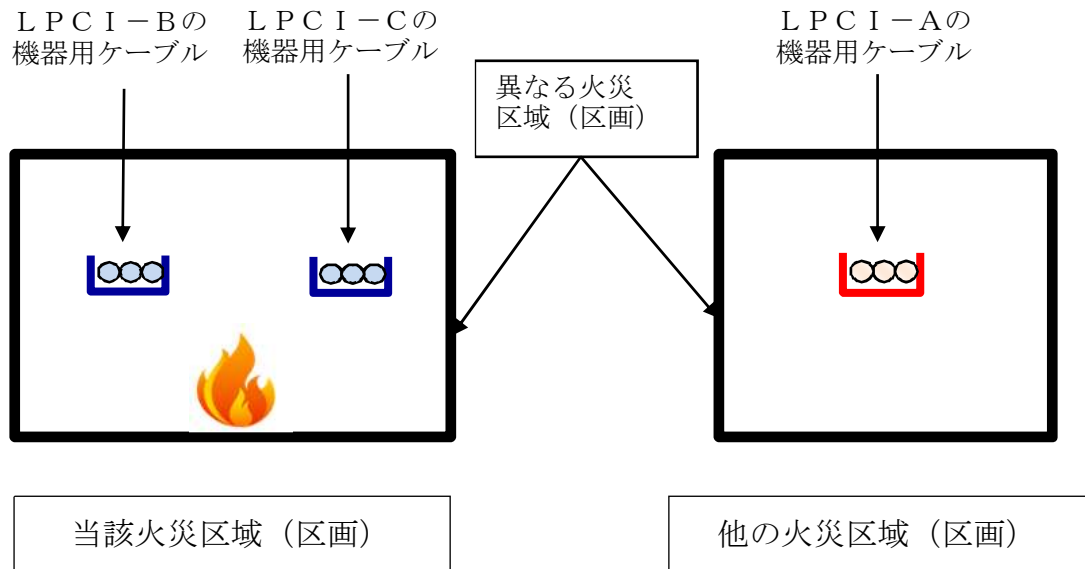 ＬＰＣＩ－Ｂの
機器用ケーブル
ＬＰＣＩ－Ｃの
機器用ケーブル
異なる火災
区域（区画）
ＬＰＣＩ－Ａの
機器用ケーブル
当該火災区域（区画）
他の火災区域（区画）